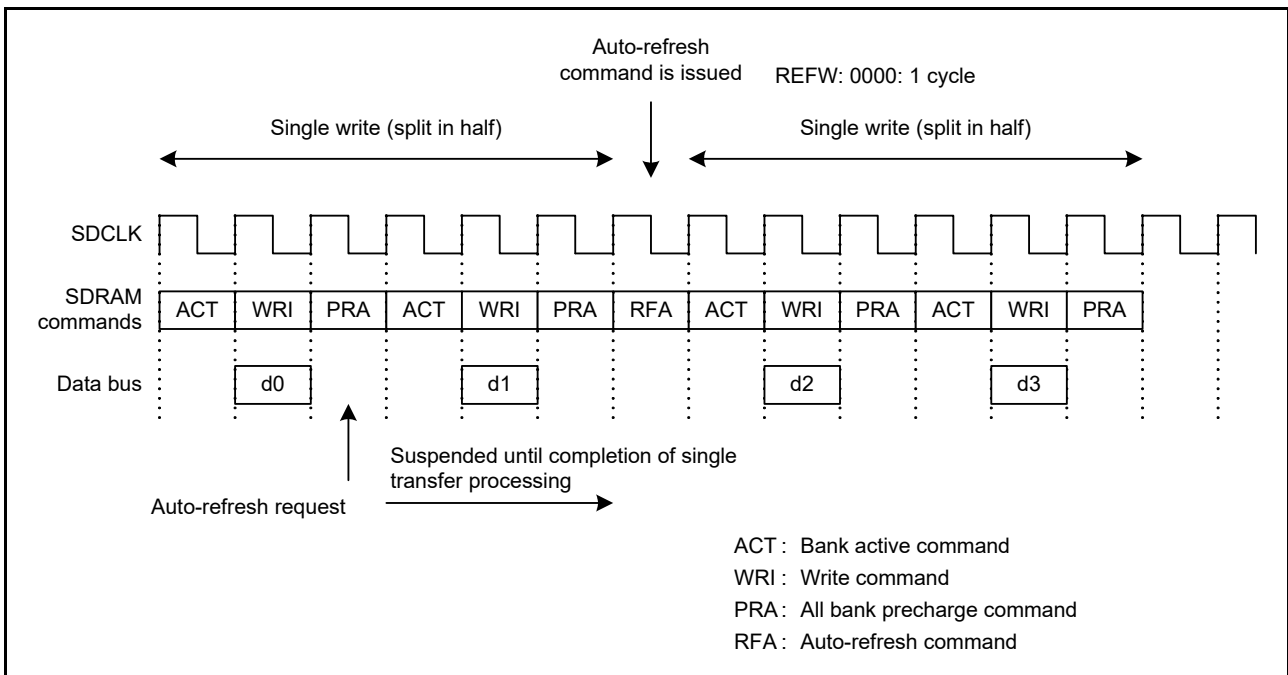 Auto-refresh
command is issued
REFW: 0000: 1 cycle
Single write (split in half)
Single write (split in half)
SDCLK
SDRAM
commands
ACT WRI PRA ACT WRI PRA RFA ACT WRI PRA ACT WRI PRA
Data bus
d0 d1 d2 d3
Suspended until completion of single
transfer processing
Auto-refresh request
ACT : Bank active command
WRI : Write command
PRA : All bank precharge command
RFA : Auto-refresh command